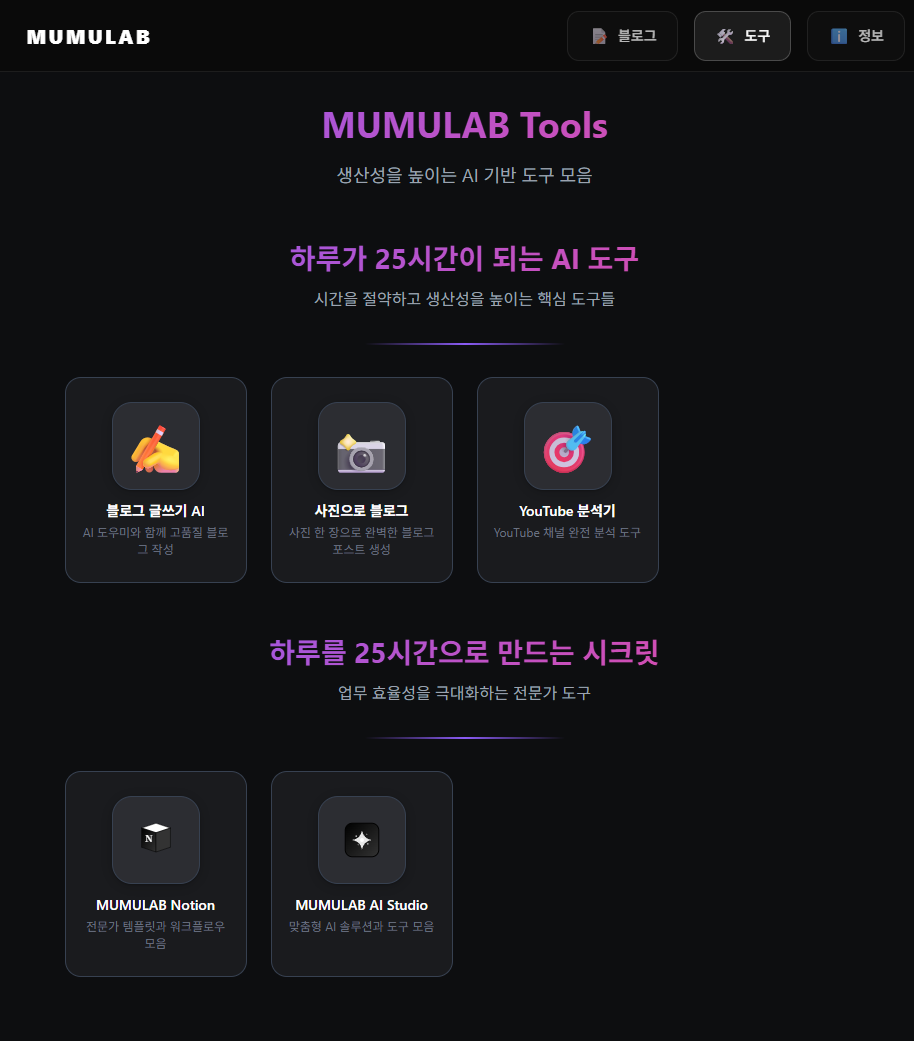 MUMULAB
블로그
도구
정보
MUMULAB Tools
생산성을 높이는 AI 기반 도구 모음
하루가 25시간이 되는 AI 도구
시간을 절약하고 생산성을 높이는 핵심 도구들
블로그 글쓰기 AI
AI 도우미와 함께 고품질 블로
그 작성
사진으로 블로그
사진 한 장으로 완벽한 블로그
포스트 생성
YouTube 분석기
YouTube 채널 완전 분석 도구
하루를 25시간으로 만드는 시크릿
업무 효율성을 극대화하는 전문가 도구
N
MUMULAB Notion
전문가 템플릿과 워크플로우
모음
MUMULAB AI Studio
맞춤형 AI 솔루션과 도구 모음